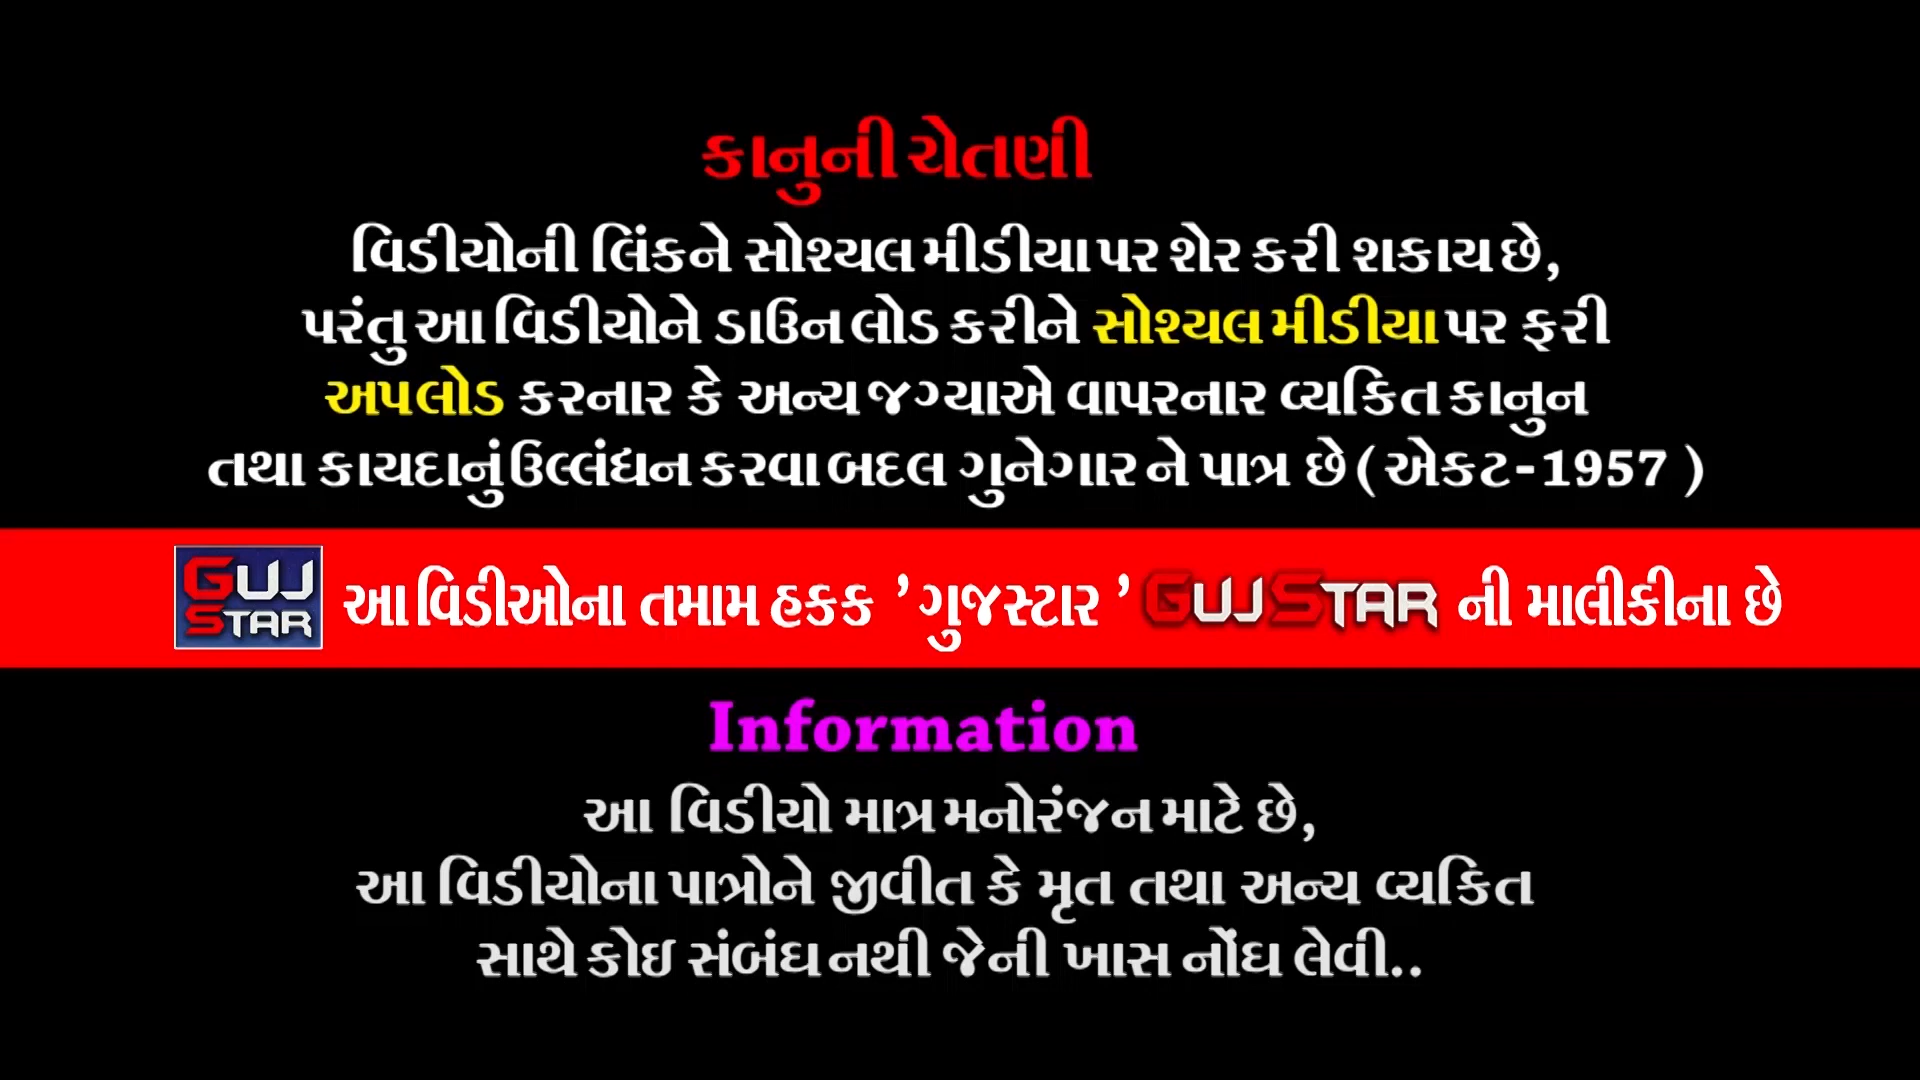 કાનુની ચેતણી
વિડીયોની લિંકને સોશ્યલ મીડીયા પર શેર કરી શકાય છે,
પરંતુ આ વિડીયોને ડાઉન લોડ કરીને સોશ્યલ મીડીયા પર ફરી
અપલોડ કરનાર કે અન્ય જગ્યાએ વાપરનાર વ્યકિત કાનુન
તથા કાયદાનું ઉલ્લંઘન કરવા બદલ ગુનેગાર ને પાત્ર છે ( એકટ-1957 )
GUJ STAR આ વિડીઓના તમામ હકક ’ ગુજસ્ટાર ’ GUJ STAR ની માલીકીના છે
Information
આ વિડીયો માત્ર મનોરંજન માટે છે,
આ વિડીયોના પાત્રોને જીવીત કે મૃત તથા અન્ય વ્યકિત
સાથે કોઇ સંબંઘ નથી જેની ખાસ નોંઘ લેવી..